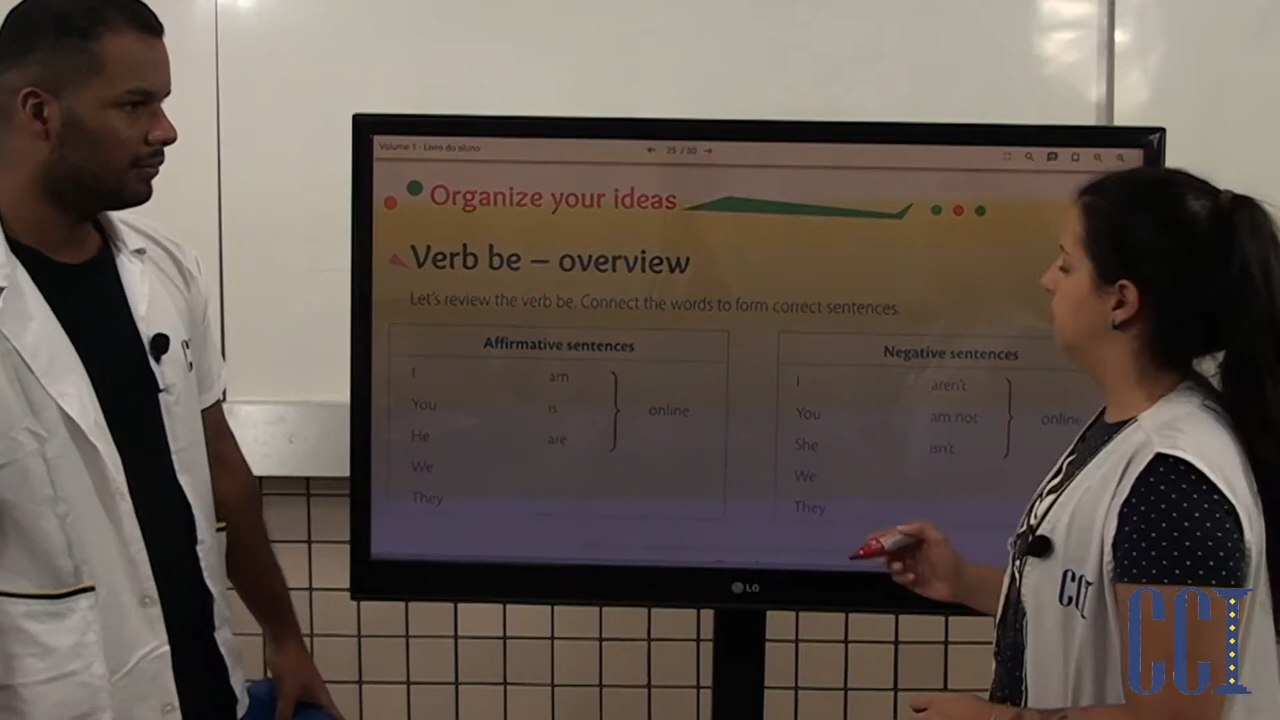 Volume 1 - Livro do aluno
25 / 30
Organize your ideas
Verb be – overview
Let's review the verb be. Connect the words to form correct sentences.
Affirmative sentences
I am
You is online
He are
We
They
Negative sentences
I aren't
You am not online
She isn't
We
They
LG
CCI
CCI